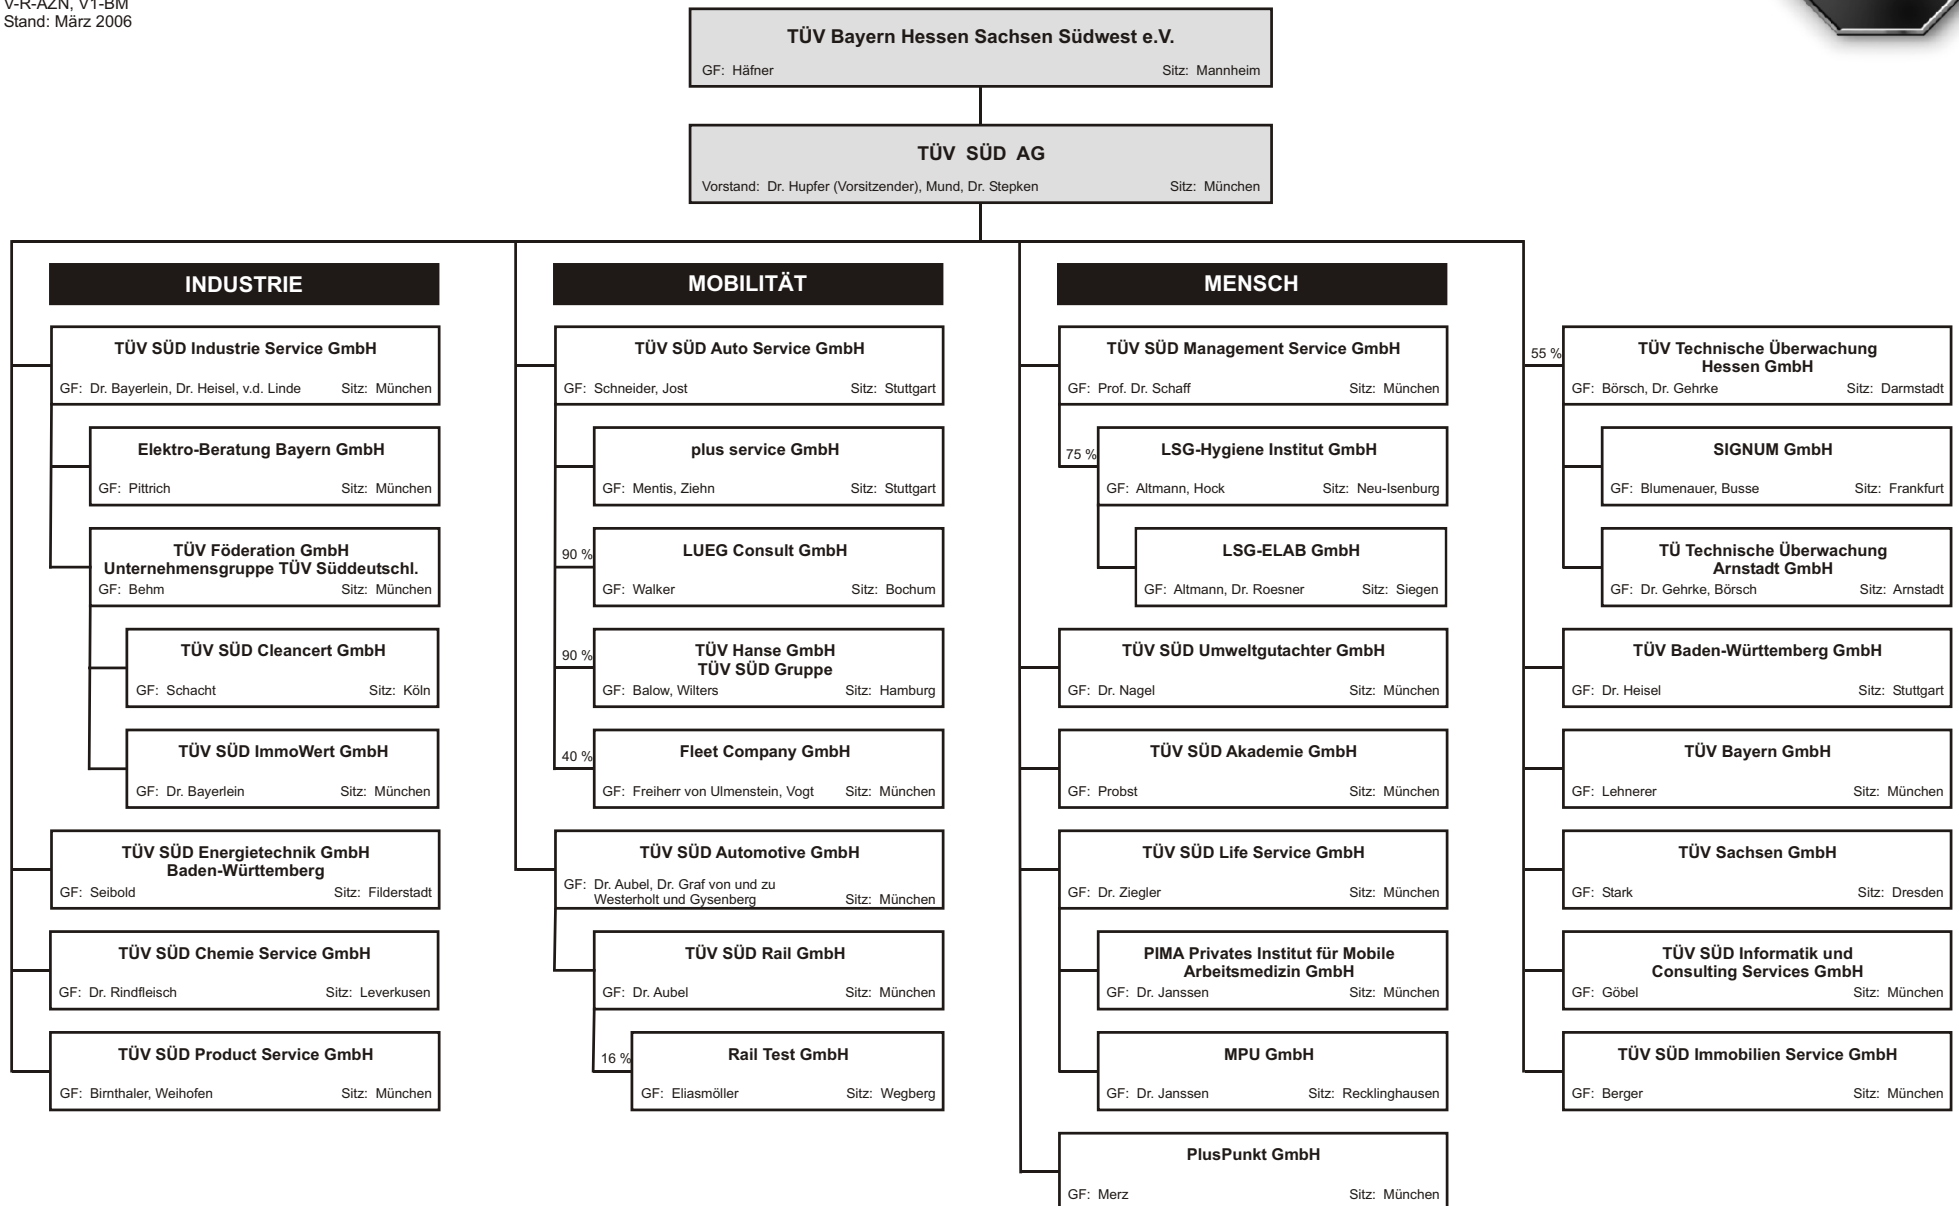 V-R-AZN, V1-BM
Stand: März 2006
TÜV Bayern Hessen Sachsen Südwest e.V.
GF: Häfner Sitz: Mannheim
TÜV SÜD AG
Vorstand: Dr. Hupfer (Vorsitzender), Mund, Dr. Stepken Sitz: München
INDUSTRIE
TÜV SÜD Industrie Service GmbH
GF: Dr. Bayerlein, Dr. Heisel, v.d. Linde Sitz: München
Elektro-Beratung Bayern GmbH
GF: Pittrich Sitz: München
TÜV Föderation GmbH
Unternehmensgruppe TÜV Süddeutschl.
GF: Behm Sitz: München
TÜV SÜD Cleancert GmbH
GF: Schacht Sitz: Köln
TÜV SÜD ImmoWert GmbH
GF: Dr. Bayerlein Sitz: München
TÜV SÜD Energietechnik GmbH
Baden-Württemberg
GF: Seibold Sitz: Filderstadt
TÜV SÜD Chemie Service GmbH
GF: Dr. Rindfleisch Sitz: Leverkusen
TÜV SÜD Product Service GmbH
GF: Birnthaler, Weihofen Sitz: München
MOBILITÄT
TÜV SÜD Auto Service GmbH
GF: Schneider, Jost Sitz: Stuttgart
plus service GmbH
GF: Mentis, Ziehn Sitz: Stuttgart
90 %
LUEG Consult GmbH
GF: Walker Sitz: Bochum
90 %
TÜV Hanse GmbH
TÜV SÜD Gruppe
GF: Balow, Wilters Sitz: Hamburg
40 %
Fleet Company GmbH
GF: Freiherr von Ulmenstein, Vogt Sitz: München
TÜV SÜD Automotive GmbH
GF: Dr. Aubel, Dr. Graf von und zu
Westerholt und Gysenberg Sitz: München
TÜV SÜD Rail GmbH
GF: Dr. Aubel Sitz: München
16 %
Rail Test GmbH
GF: Eliasmöller Sitz: Wegberg
MENSCH
TÜV SÜD Management Service GmbH
GF: Prof. Dr. Schaff Sitz: München
75 %
LSG-Hygiene Institut GmbH
GF: Altmann, Hock Sitz: Neu-Isenburg
LSG-ELAB GmbH
GF: Altmann, Dr. Roesner Sitz: Siegen
TÜV SÜD Umweltgutachter GmbH
GF: Dr. Nagel Sitz: München
TÜV SÜD Akademie GmbH
GF: Probst Sitz: München
TÜV SÜD Life Service GmbH
GF: Dr. Ziegler Sitz: München
PIMA Privates Institut für Mobile
Arbeitsmedizin GmbH
GF: Dr. Janssen Sitz: München
MPU GmbH
GF: Dr. Janssen Sitz: Recklinghausen
PlusPunkt GmbH
GF: Merz Sitz: München
55 %
TÜV Technische Überwachung
Hessen GmbH
GF: Börsch, Dr. Gehrke Sitz: Darmstadt
SIGNUM GmbH
GF: Blumenauer, Busse Sitz: Frankfurt
TÜ Technische Überwachung
Arnstadt GmbH
GF: Dr. Gehrke, Börsch Sitz: Arnstadt
TÜV Baden-Württemberg GmbH
GF: Dr. Heisel Sitz: Stuttgart
TÜV Bayern GmbH
GF: Lehnerer Sitz: München
TÜV Sachsen GmbH
GF: Stark Sitz: Dresden
TÜV SÜD Informatik und
Consulting Services GmbH
GF: Göbel Sitz: München
TÜV SÜD Immobilien Service GmbH
GF: Berger Sitz: München